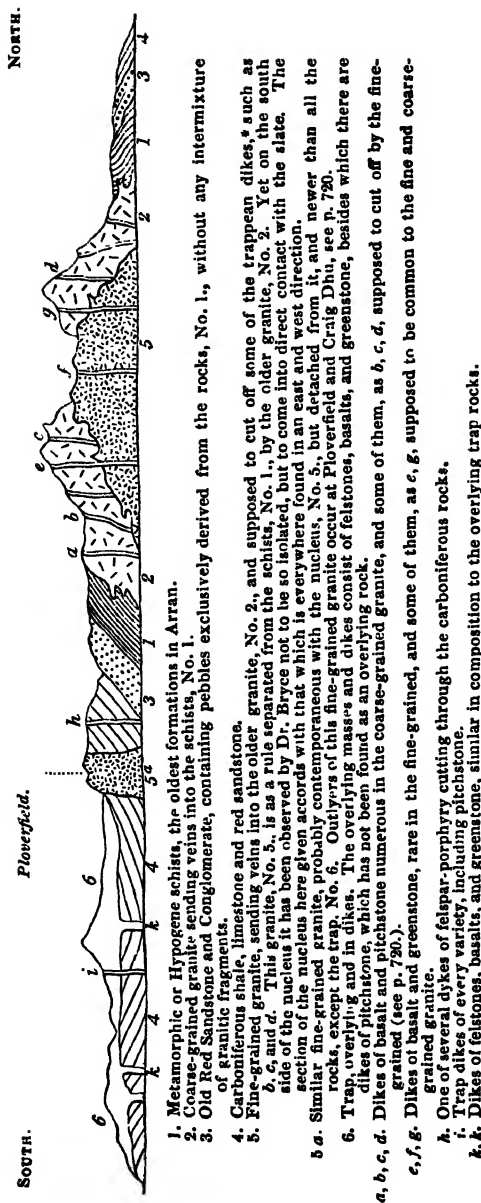 SOUTH. Ploverfield. NORTH.
6 i 6 h a b e c f g d
k 4 k 4 5a 3 1 2 5 2 1 3 4
1. Metamorphic or Hypogene schists, the oldest formations in Arran.
2. Coarse-grained granite sending veins into the schists, No. 1.
3. Old Red Sandstone and Conglomerate, containing pebbles exclusively derived from the rocks, No. 1., without any intermixture
of granitic fragments.
4. Carboniferous shale, limestone and red sandstone.
5. Fine-grained granite, sending veins into the older granite, No. 2., and supposed to cut off some of the trappean dikes,* such as
b, c, and d. This granite, No. 5., is as a rule separated from the schists, No. 1., by the older granite, No. 2. Yet on the south
side of the nucleus it has been observed by Dr. Bryce not to be so isolated, but to come into direct contact with the slate. The
section of the nucleus here given accords with that which is everywhere found in an east and west direction.
5 a. Similar fine-grained granite, probably contemporaneous with the nucleus, No. 5., but detached from it, and newer than all the
rocks, except the trap, No. 6. Outlyers of this fine-grained granite occur at Ploverfield and Craig Dhu, see p. 720.
6. Trap, overlying and in dikes. The overlying masses and dikes consist of felstones, basalts, and greenstone, besides which there are
dikes of pitchstone, which has not been found as an overlying rock.
a, b, c, d. Dikes of basalt and pitchstone numerous in the coarse-grained granite, and some of them, as b, c, d, supposed to cut off by the fine-
grained (see p. 720.).
e, f, g. Dikes of basalt and greenstone, rare in the fine-grained, and some of them, as e, g, supposed to be common to the fine and coarse-
grained granite.
h. One of several dykes of felspar-porphyry cutting through the carboniferous rocks.
i. Trap dikes of every variety, including pitchstone.
k. k. Dikes of felstones, basalts, and greenstone, similar in composition to the overlying trap rocks.